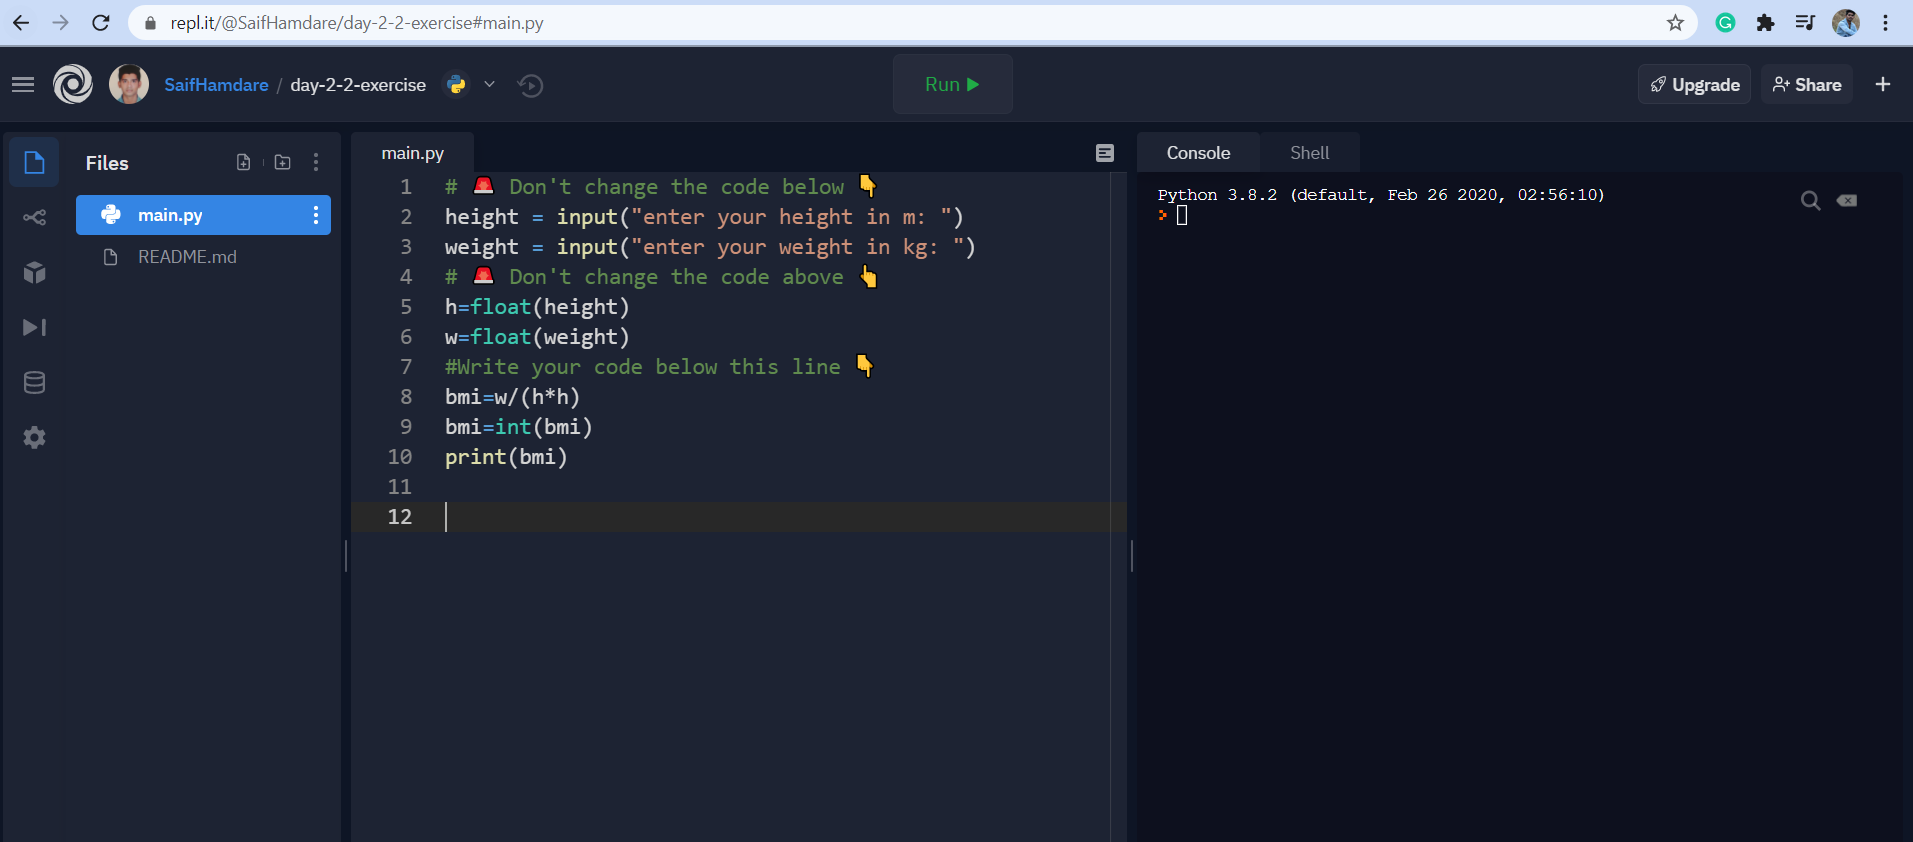 repl.it/@SaifHamdare/day-2-2-exercise#main.py
SaifHamdare / day-2-2-exercise
Run
Upgrade
Share
Files
main.py
README.md
main.py
1 # 🚨 Don't change the code below 👇
2 height = input("enter your height in m: ")
3 weight = input("enter your weight in kg: ")
4 # 🚨 Don't change the code above 👆
5 h=float(height)
6 w=float(weight)
7 #Write your code below this line 👇
8 bmi=w/(h*h)
9 bmi=int(bmi)
10 print(bmi)
11
12
Console
Shell
Python 3.8.2 (default, Feb 26 2020, 02:56:10)
>